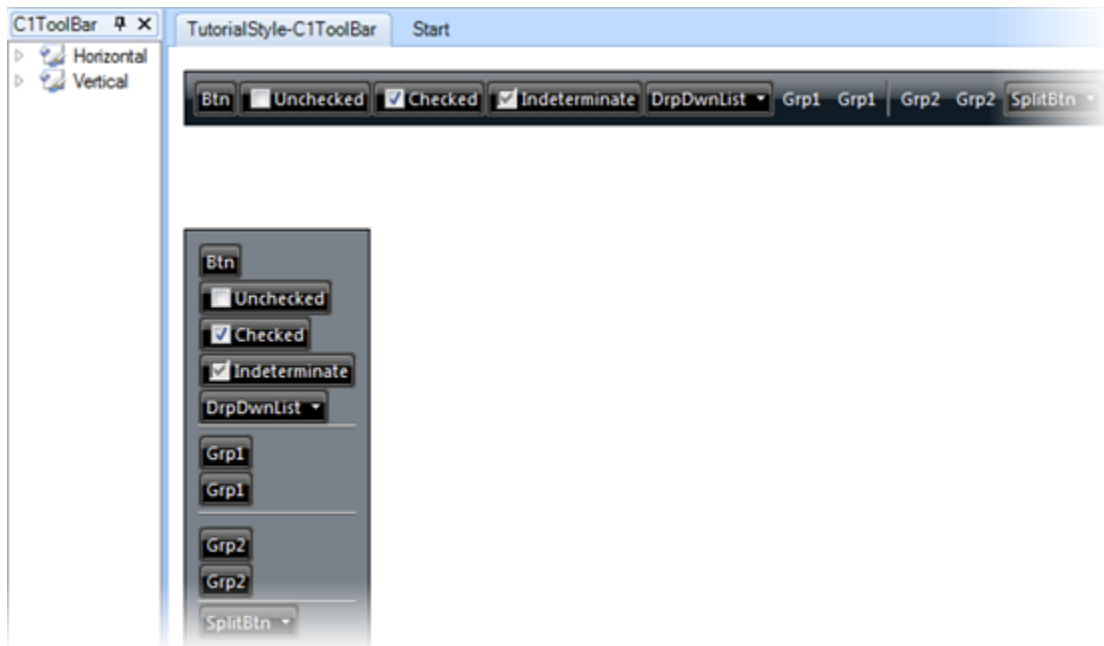 C1ToolBar
TutorialStyle-C1ToolBar Start
Horizontal
Vertical
Btn Unchecked Checked Indeterminate DrpDwnList Grp1 Grp1 Grp2 Grp2 SplitBtn
Btn
Unchecked
Checked
Indeterminate
DrpDwnList
Grp1
Grp1
Grp2
Grp2
SplitBtn